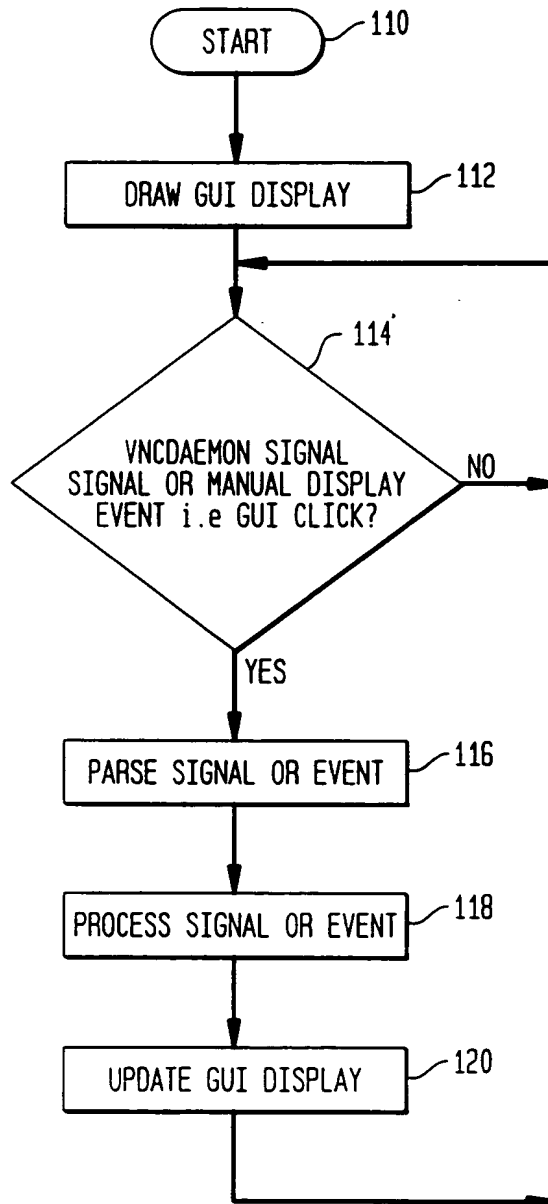 START
110
DRAW GUI DISPLAY
112
114
VNCDAEMON SIGNAL
SIGNAL OR MANUAL DISPLAY
EVENT i.e GUI CLICK?
NO
YES
PARSE SIGNAL OR EVENT
116
PROCESS SIGNAL OR EVENT
118
UPDATE GUI DISPLAY
120